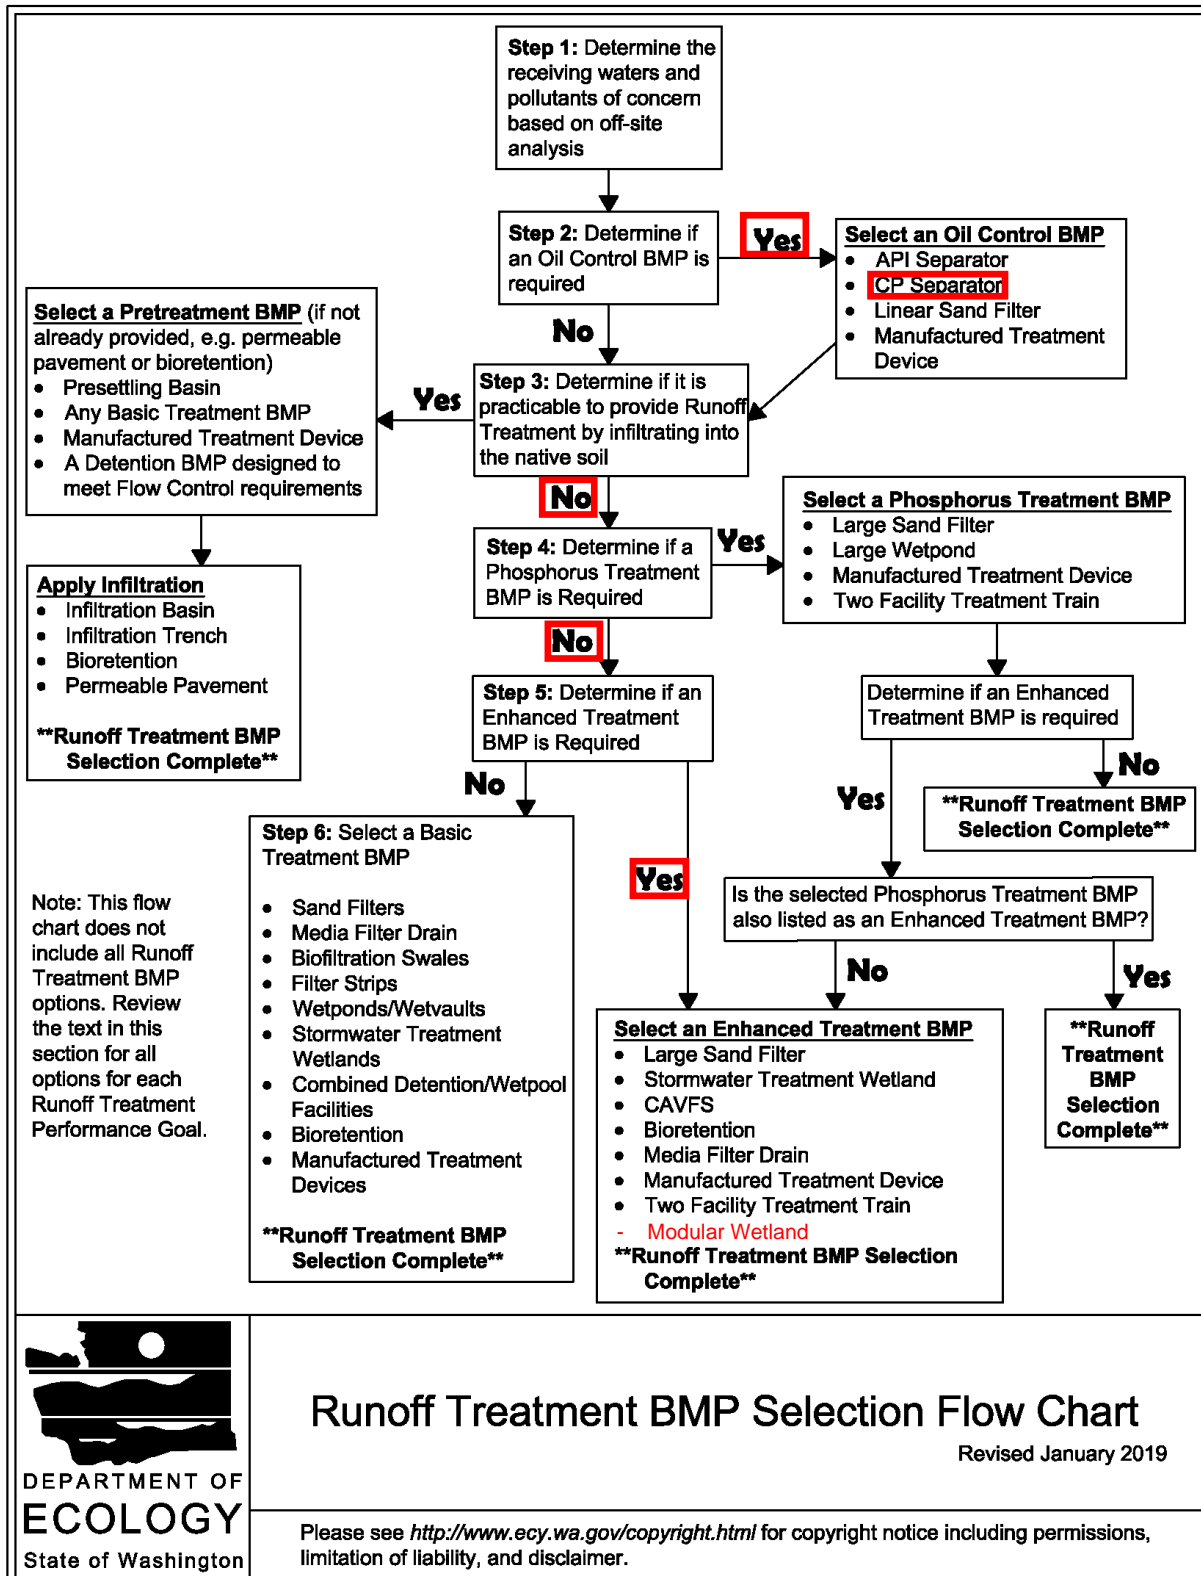 Step 1: Determine the
receiving waters and
pollutants of concern
based on off-site
analysis
Step 2: Determine if
an Oil Control BMP is
required
Yes
Select an Oil Control BMP
• API Separator
• CP Separator
• Linear Sand Filter
• Manufactured Treatment
Device
No
Select a Pretreatment BMP (if not
already provided, e.g. permeable
pavement or bioretention)
• Presettling Basin
• Any Basic Treatment BMP
• Manufactured Treatment Device
• A Detention BMP designed to
meet Flow Control requirements
Yes
Step 3: Determine if it is
practicable to provide Runoff
Treatment by infiltrating into
the native soil
No
Apply Infiltration
• Infiltration Basin
• Infiltration Trench
• Bioretention
• Permeable Pavement
**Runoff Treatment BMP
Selection Complete**
Step 4: Determine if a
Phosphorus Treatment
BMP is Required
Yes
Select a Phosphorus Treatment BMP
• Large Sand Filter
• Large Wetpond
• Manufactured Treatment Device
• Two Facility Treatment Train
No
Step 5: Determine if an
Enhanced Treatment
BMP is Required
Determine if an Enhanced
Treatment BMP is required
No
Yes
Yes
No
**Runoff Treatment BMP
Selection Complete**
Step 6: Select a Basic
Treatment BMP
• Sand Filters
• Media Filter Drain
• Biofiltration Swales
• Filter Strips
• Wetponds/Wetvaults
• Stormwater Treatment
Wetlands
• Combined Detention/Wetpool
Facilities
• Bioretention
• Manufactured Treatment
Devices
**Runoff Treatment BMP
Selection Complete**
Note: This flow
chart does not
include all Runoff
Treatment BMP
options. Review
the text in this
section for all
options for each
Runoff Treatment
Performance Goal.
Is the selected Phosphorus Treatment BMP
also listed as an Enhanced Treatment BMP?
No
Yes
Select an Enhanced Treatment BMP
• Large Sand Filter
• Stormwater Treatment Wetland
• CAVFS
• Bioretention
• Media Filter Drain
• Manufactured Treatment Device
• Two Facility Treatment Train
- Modular Wetland
**Runoff Treatment BMP Selection
Complete**
**Runoff
Treatment
BMP
Selection
Complete**
DEPARTMENT OF
ECOLOGY
State of Washington
Runoff Treatment BMP Selection Flow Chart
Revised January 2019
Please see http://www.ecy.wa.gov/copyright.html for copyright notice including permissions,
limitation of liability, and disclaimer.